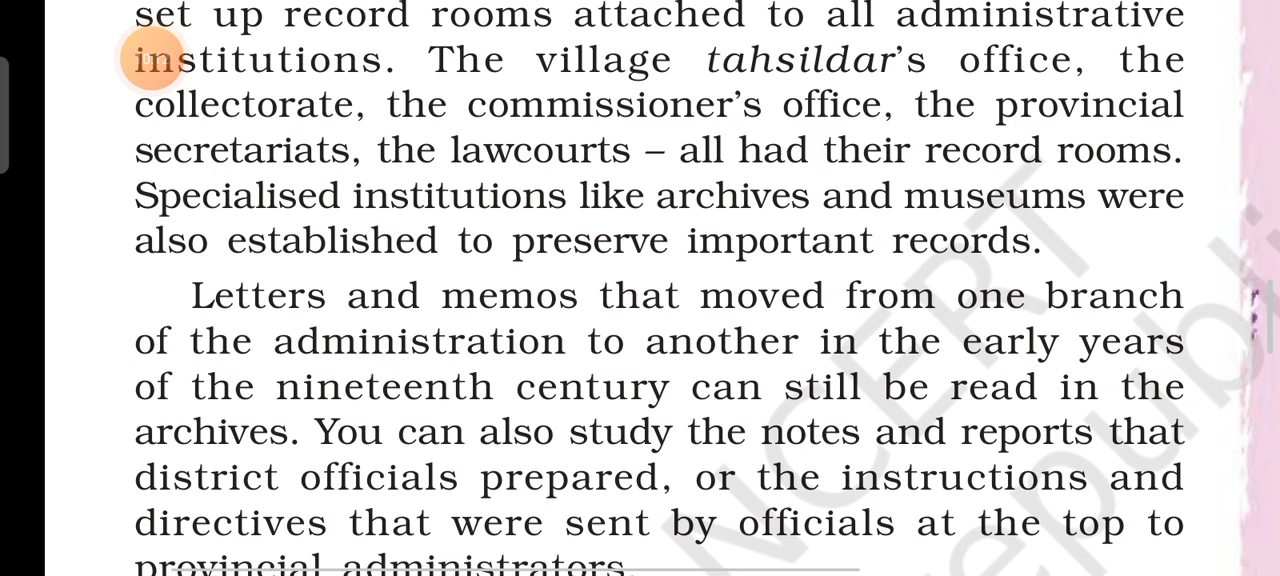 set up record rooms attached to all administrative
institutions. The village tahsildar's office, the
collectorate, the commissioner's office, the provincial
secretariats, the lawcourts – all had their record rooms.
Specialised institutions like archives and museums were
also established to preserve important records.
Letters and memos that moved from one branch
of the administration to another in the early years
of the nineteenth century can still be read in the
archives. You can also study the notes and reports that
district officials prepared, or the instructions and
directives that were sent by officials at the top to
provincial administrators.
NCERT
republi